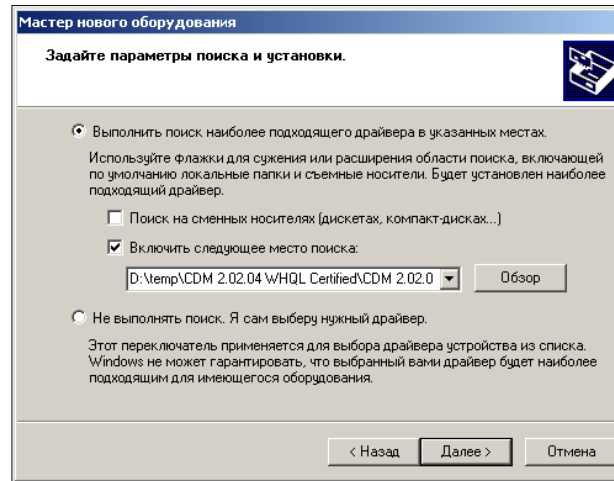 Мастер нового оборудования
Задайте параметры поиска и установки.
Выполнить поиск наиболее подходящего драйвера в указанных местах.
Используйте флажки для сужения или расширения области поиска, включающей
по умолчанию локальные папки и съемные носители. Будет установлен наиболее
подходящий драйвер.
Поиск на сменных носителях (дискетах, компакт-дисках...)
Включить следующее место поиска:
D:\temp\CDM 2.02.04 WHQL Certified\CDM 2.02.0
Обзор
Не выполнять поиск. Я сам выберу нужный драйвер.
Этот переключатель применяется для выбора драйвера устройства из списка.
Windows не может гарантировать, что выбранный вами драйвер будет наиболее
подходящим для имеющегося оборудования.
< Назад Далее > Отмена